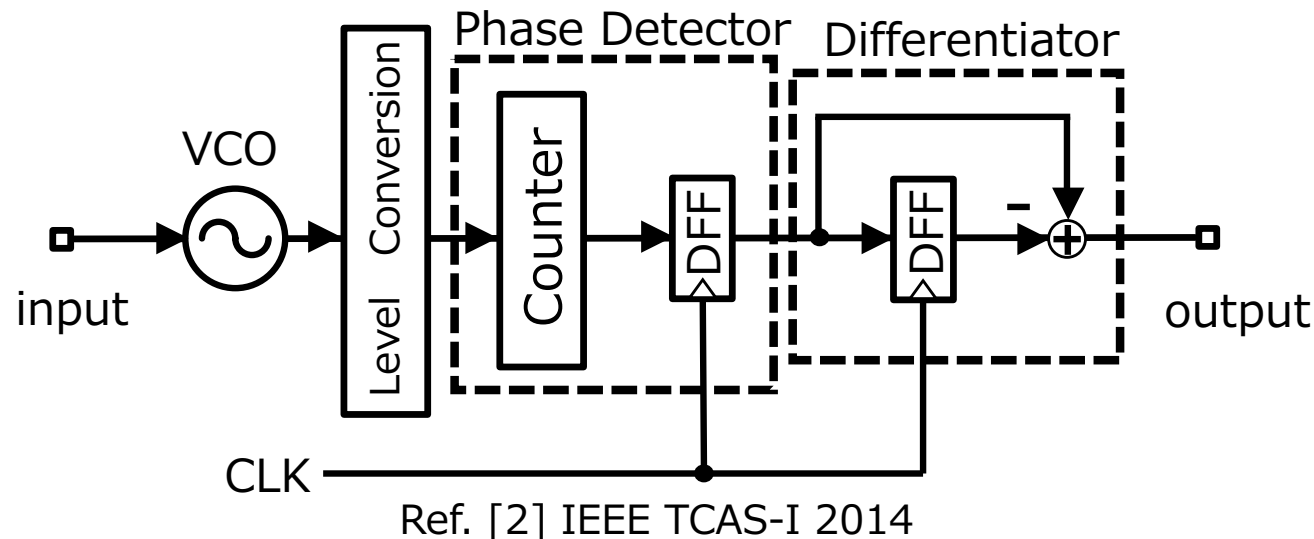 Phase Detector
Differentiator
VCO
Level Conversion
Counter
DFF
DFF
-
+
input
output
CLK
Ref. [2] IEEE TCAS-I 2014